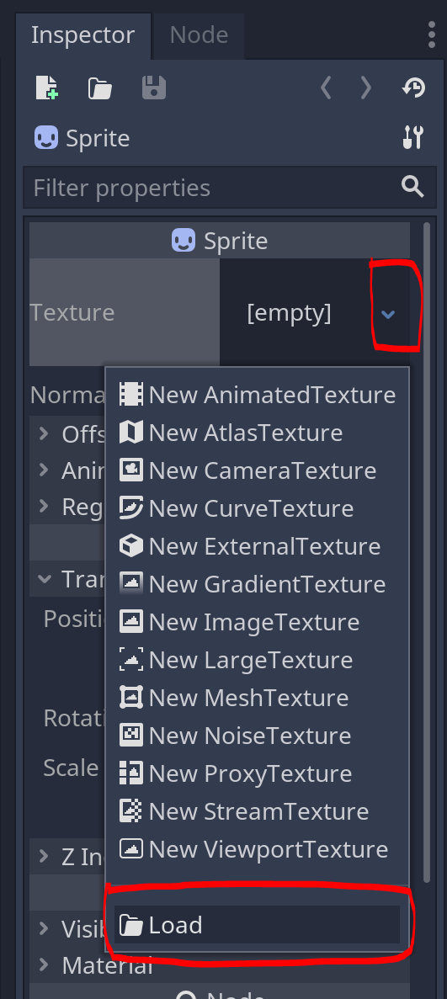 Inspector Node
Sprite
Filter properties
Sprite
Texture [empty]
New AnimatedTexture
New AtlasTexture
New CameraTexture
New CurveTexture
New ExternalTexture
New GradientTexture
New ImageTexture
New LargeTexture
New MeshTexture
New NoiseTexture
New ProxyTexture
New StreamTexture
New ViewportTexture
Load
Norma
Offs
Anir
Reg
Tran
Positi
Rotati
Scale
Z In
Visib
Material
Node